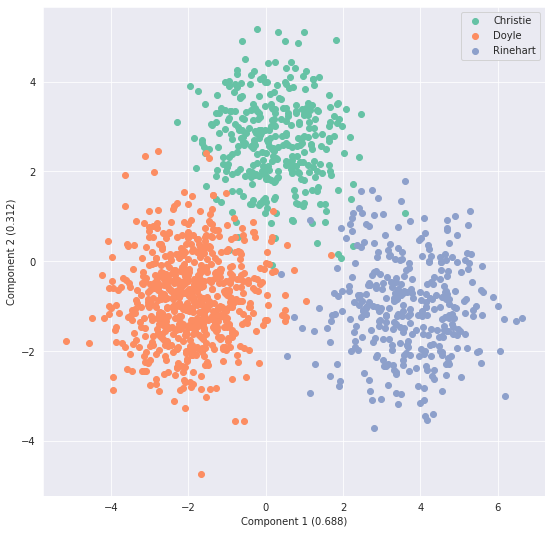 Christie
Doyle
Rinehart
4
2
0
−2
−4
Component 2 (0.312)
−4 −2 0 2 4 6
Component 1 (0.688)